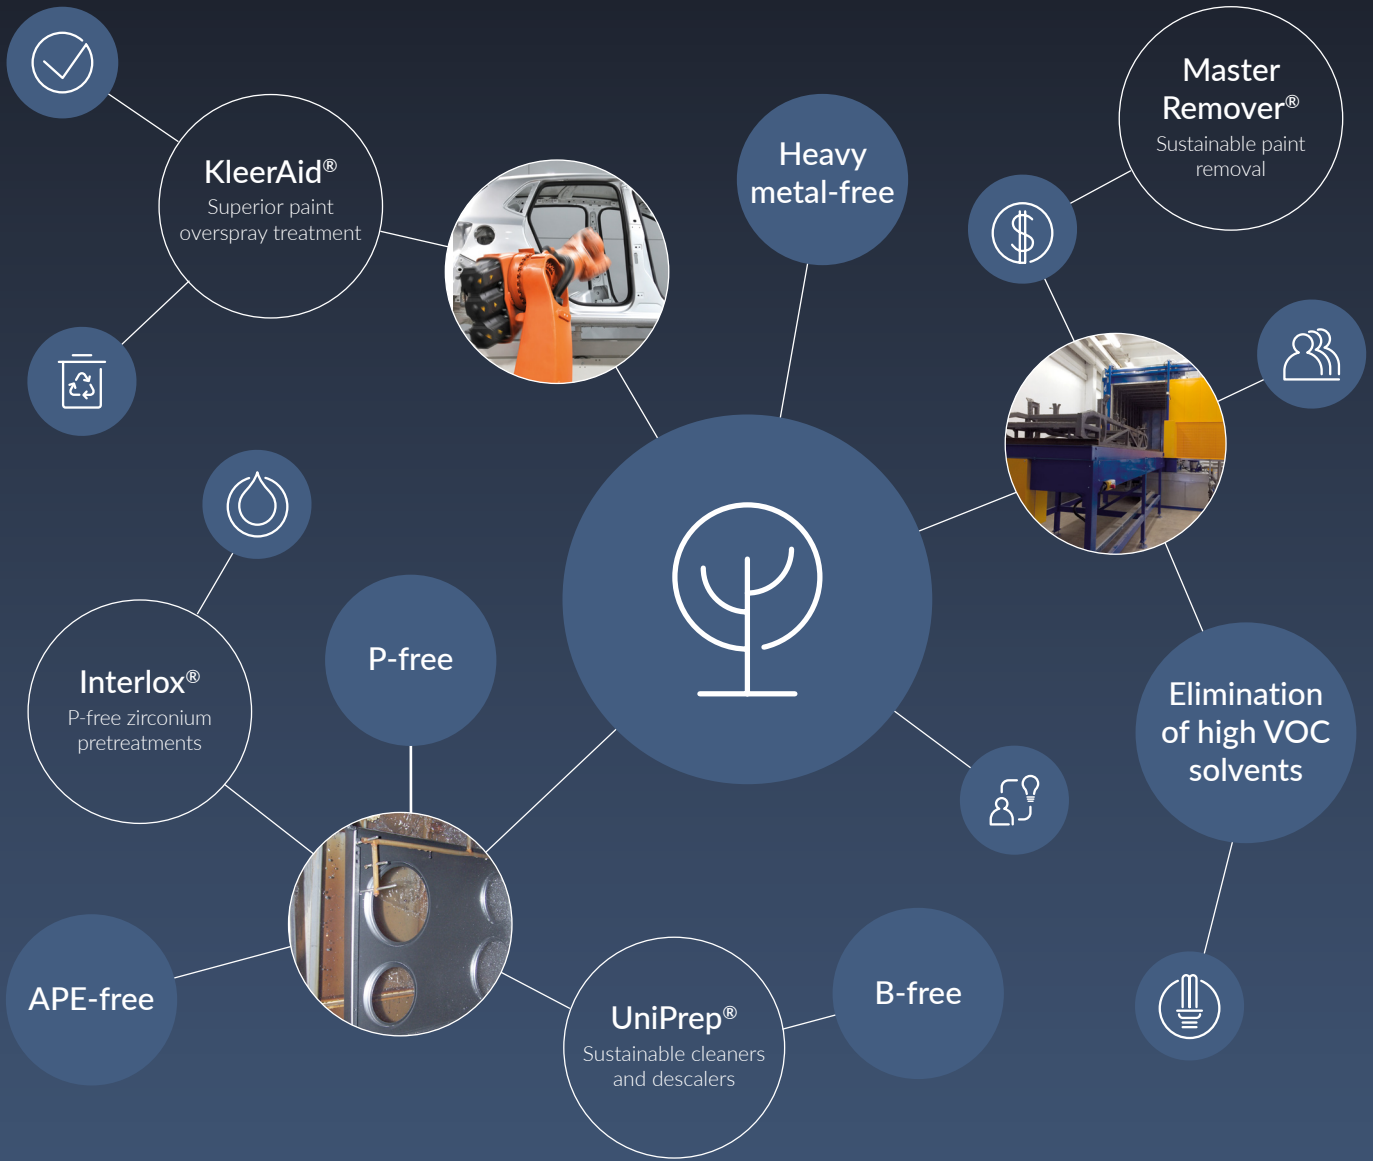 Master
Remover®
Sustainable paint
removal
Heavy
metal-free
KleerAid®
Superior paint
overspray treatment
P-free
Interlox®
P-free zirconium
pretreatments
Elimination
of high VOC
solvents
APE-free
UniPrep®
Sustainable cleaners
and descalers
B-free